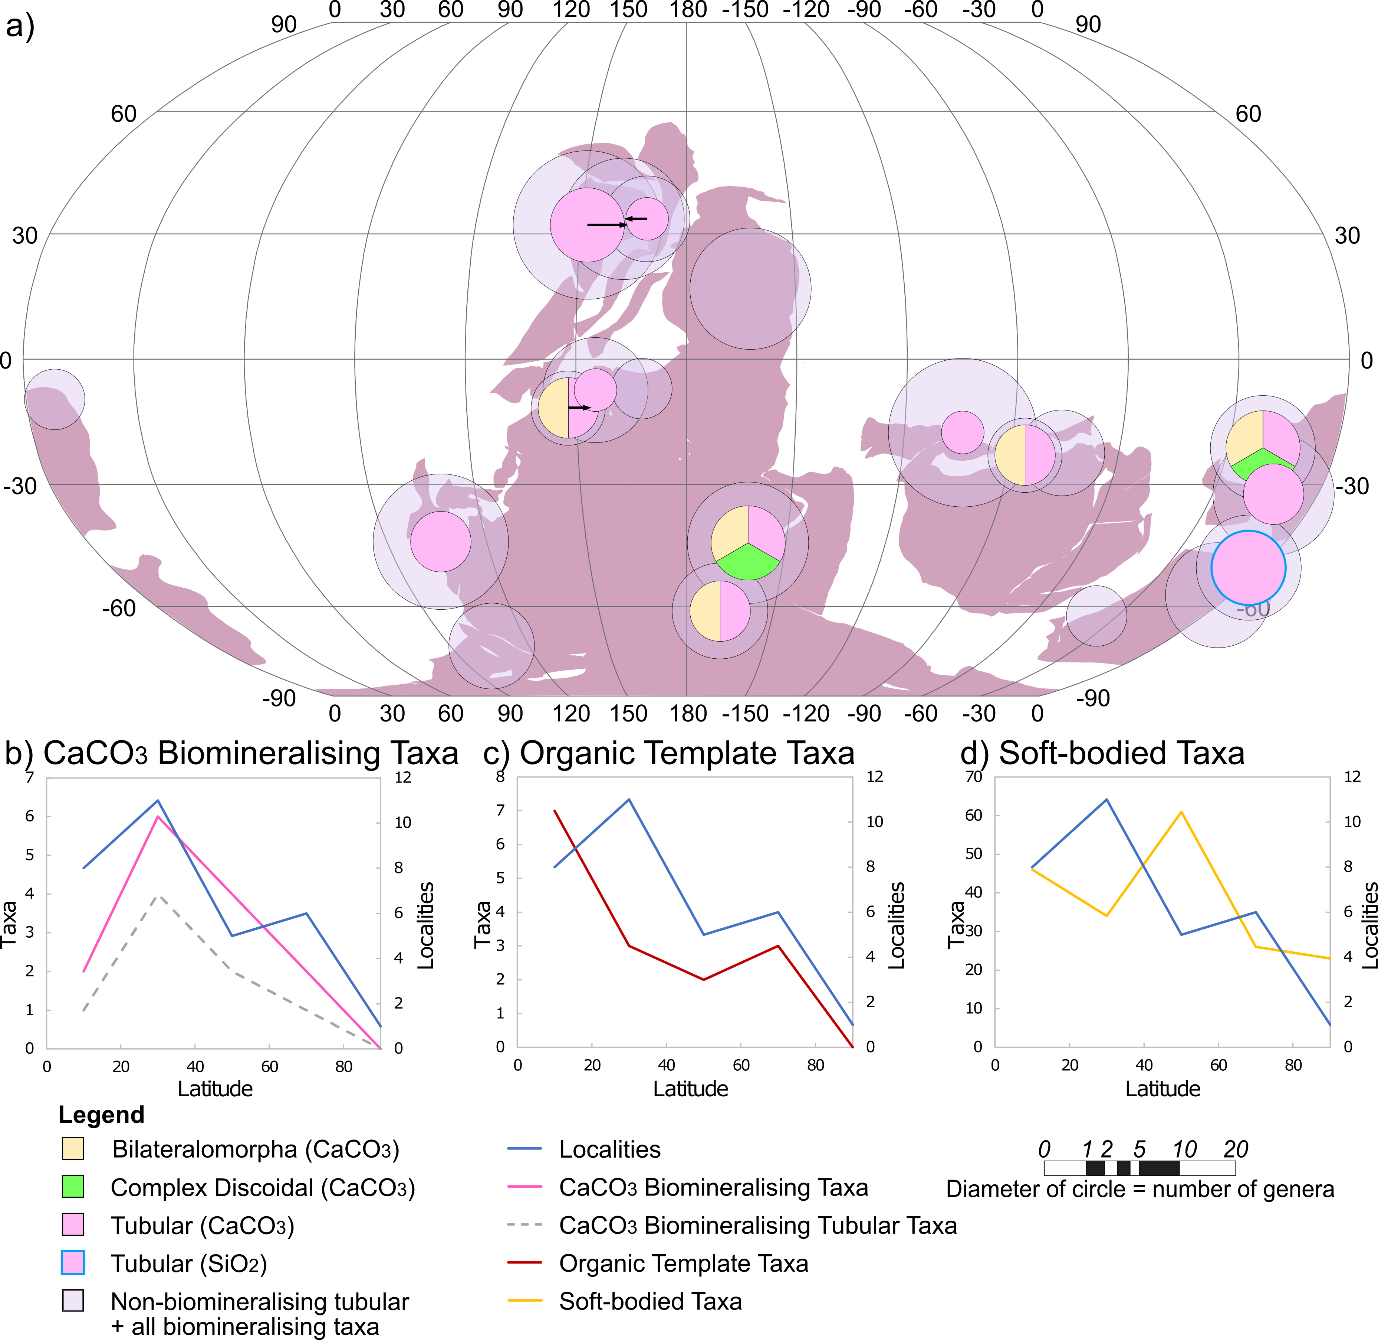 a)
0 30 60 90 120 150 180 -150 -120 -90 -60 -30 0
90 90
60 60
30 30
0 0
-30 -30
-60 -60
-90 -90
0 30 60 90 120 150 180 -150 -120 -90 -60 -30 0
b) CaCO3 Biomineralising Taxa
7 12
6 10
5 8
4
3 6
2 4
1 2
0 0
Taxa
Localities
0 20 40 60 80
Latitude
c) Organic Template Taxa
8 12
7 10
6
5 8
4 6
3
2 4
1 2
0 0
Taxa
Localities
0 20 40 60 80
Latitude
d) Soft-bodied Taxa
70 12
60 10
50 8
40
30 6
20 4
10 2
0 0
Taxa
Localities
0 20 40 60 80
Latitude
Legend
Bilateralomorpha (CaCO3)
Complex Discoidal (CaCO3)
Tubular (CaCO3)
Tubular (SiO2)
Non-biomineralising tubular
+ all biomineralising taxa
Localities
CaCO3 Biomineralising Taxa
CaCO3 Biomineralising Tubular Taxa
Organic Template Taxa
Soft-bodied Taxa
0 1 2 5 10 20
Diameter of circle = number of genera